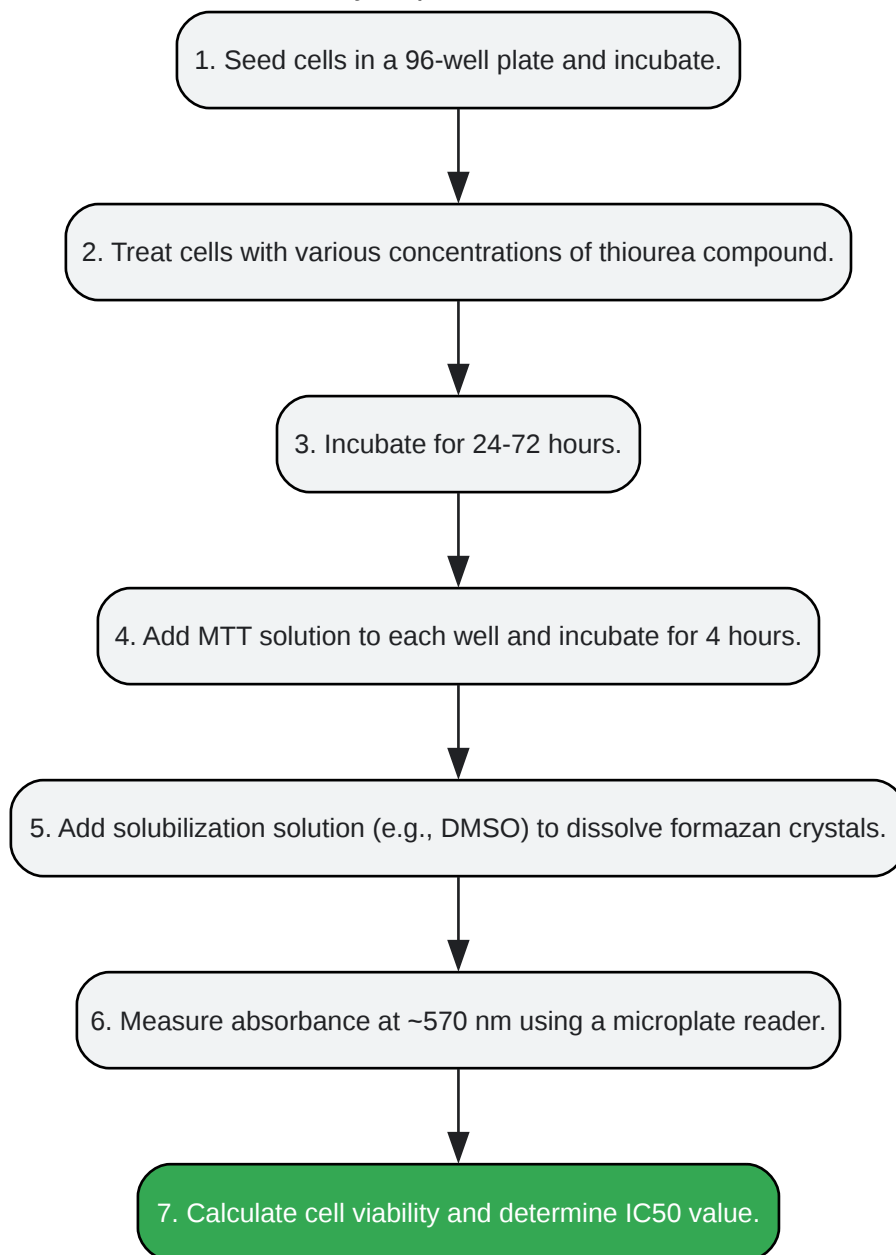 1. Seed cells in a 96-well plate and incubate.
2. Treat cells with various concentrations of thiourea compound.
3. Incubate for 24-72 hours.
4. Add MTT solution to each well and incubate for 4 hours.
5. Add solubilization solution (e.g., DMSO) to dissolve formazan crystals.
6. Measure absorbance at ~570 nm using a microplate reader.
7. Calculate cell viability and determine IC50 value.